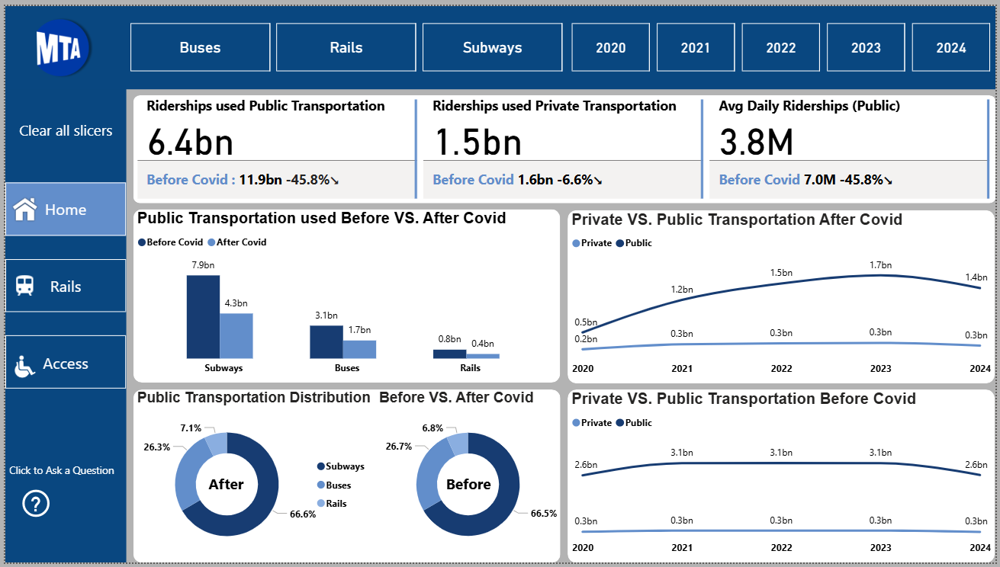 MTA
Buses
Rails
Subways
2020
2021
2022
2023
2024
Clear all slicers
Home
Rails
Access
Click to Ask a Question
?
Riderships used Public Transportation
6.4bn
Before Covid : 11.9bn -45.8%↘
Riderships used Private Transportation
1.5bn
Before Covid 1.6bn -6.6%↘
Avg Daily Riderships (Public)
3.8M
Before Covid 7.0M -45.8%↘
Public Transportation used Before VS. After Covid
Before Covid After Covid
7.9bn
4.3bn
3.1bn
1.7bn
0.8bn
0.4bn
Subways
Buses
Rails
Private VS. Public Transportation After Covid
Private Public
0.5bn
1.2bn
1.5bn
1.7bn
1.4bn
0.2bn
0.3bn
0.3bn
0.3bn
0.3bn
2020
2021
2022
2023
2024
Public Transportation Distribution Before VS. After Covid
7.1%
26.3%
After
66.6%
Subways
Buses
Rails
6.8%
26.7%
Before
66.5%
Private VS. Public Transportation Before Covid
Private Public
2.6bn
3.1bn
3.1bn
3.1bn
2.6bn
0.3bn
0.3bn
0.3bn
0.3bn
0.3bn
2020
2021
2022
2023
2024